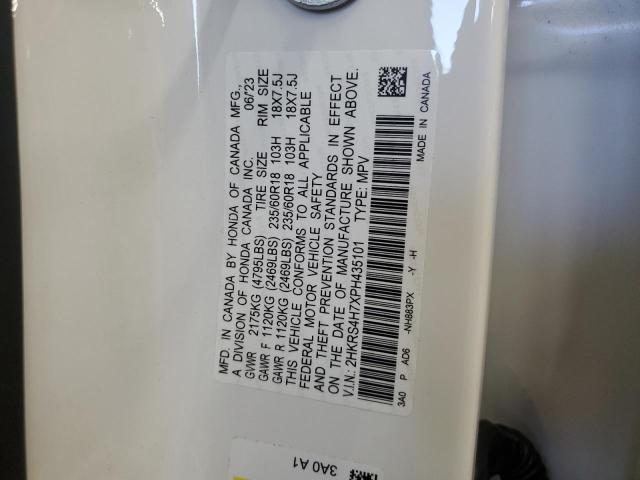 MFD. IN CANADA BY HONDA OF CANADA MFG.,
A DIVISION OF HONDA CANADA INC. 06/23
GVWR 2175KG (4795LBS) TIRE SIZE RIM SIZE
GAWR F 1120KG (2469LBS) 235/60R18 103H 18X7.5J
GAWR R 1120KG (2469LBS) 235/60R18 103H 18X7.5J
THIS VEHICLE CONFORMS TO ALL APPLICABLE
FEDERAL MOTOR VEHICLE SAFETY
AND THEFT PREVENTION STANDARDS IN EFFECT
ON THE DATE OF MANUFACTURE SHOWN ABOVE.
V.I.N.: 2HKRS4H7XPH435101 TYPE: MPV
3A0 P AD6 -NH883PX -Y -H
MADE IN CANADA
3A0 A1